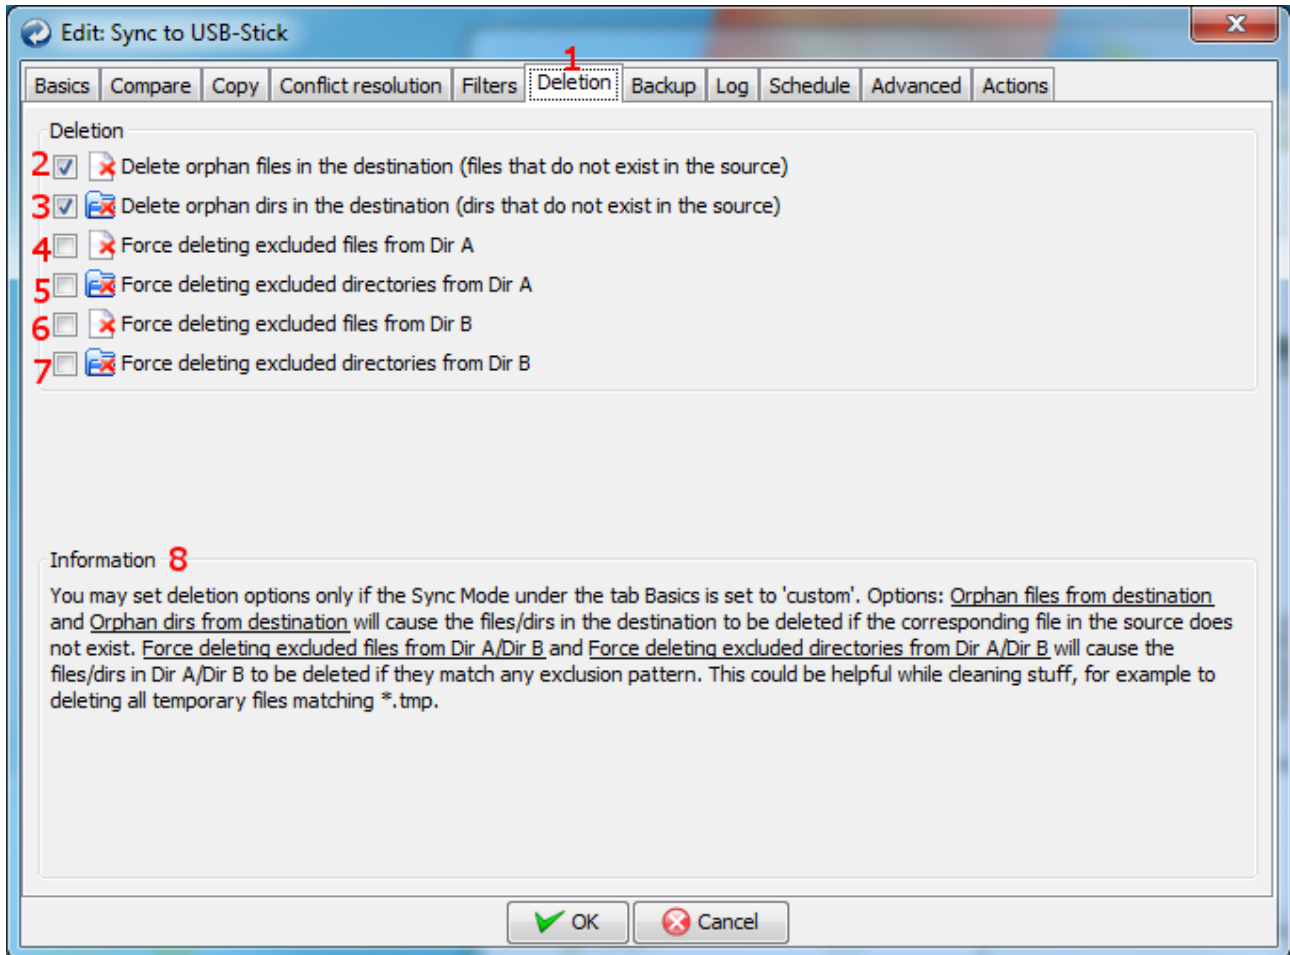 Edit: Sync to USB-Stick
X
1
Basics Compare Copy Conflict resolution Filters Deletion Backup Log Schedule Advanced Actions
Deletion
2 Delete orphan files in the destination (files that do not exist in the source)
3 Delete orphan dirs in the destination (dirs that do not exist in the source)
4 Force deleting excluded files from Dir A
5 Force deleting excluded directories from Dir A
6 Force deleting excluded files from Dir B
7 Force deleting excluded directories from Dir B
Information 8
You may set deletion options only if the Sync Mode under the tab Basics is set to 'custom'. Options: Orphan files from destination
and Orphan dirs from destination will cause the files/dirs in the destination to be deleted if the corresponding file in the source does
not exist. Force deleting excluded files from Dir A/Dir B and Force deleting excluded directories from Dir A/Dir B will cause the
files/dirs in Dir A/Dir B to be deleted if they match any exclusion pattern. This could be helpful while cleaning stuff, for example to
deleting all temporary files matching *.tmp.
OK Cancel